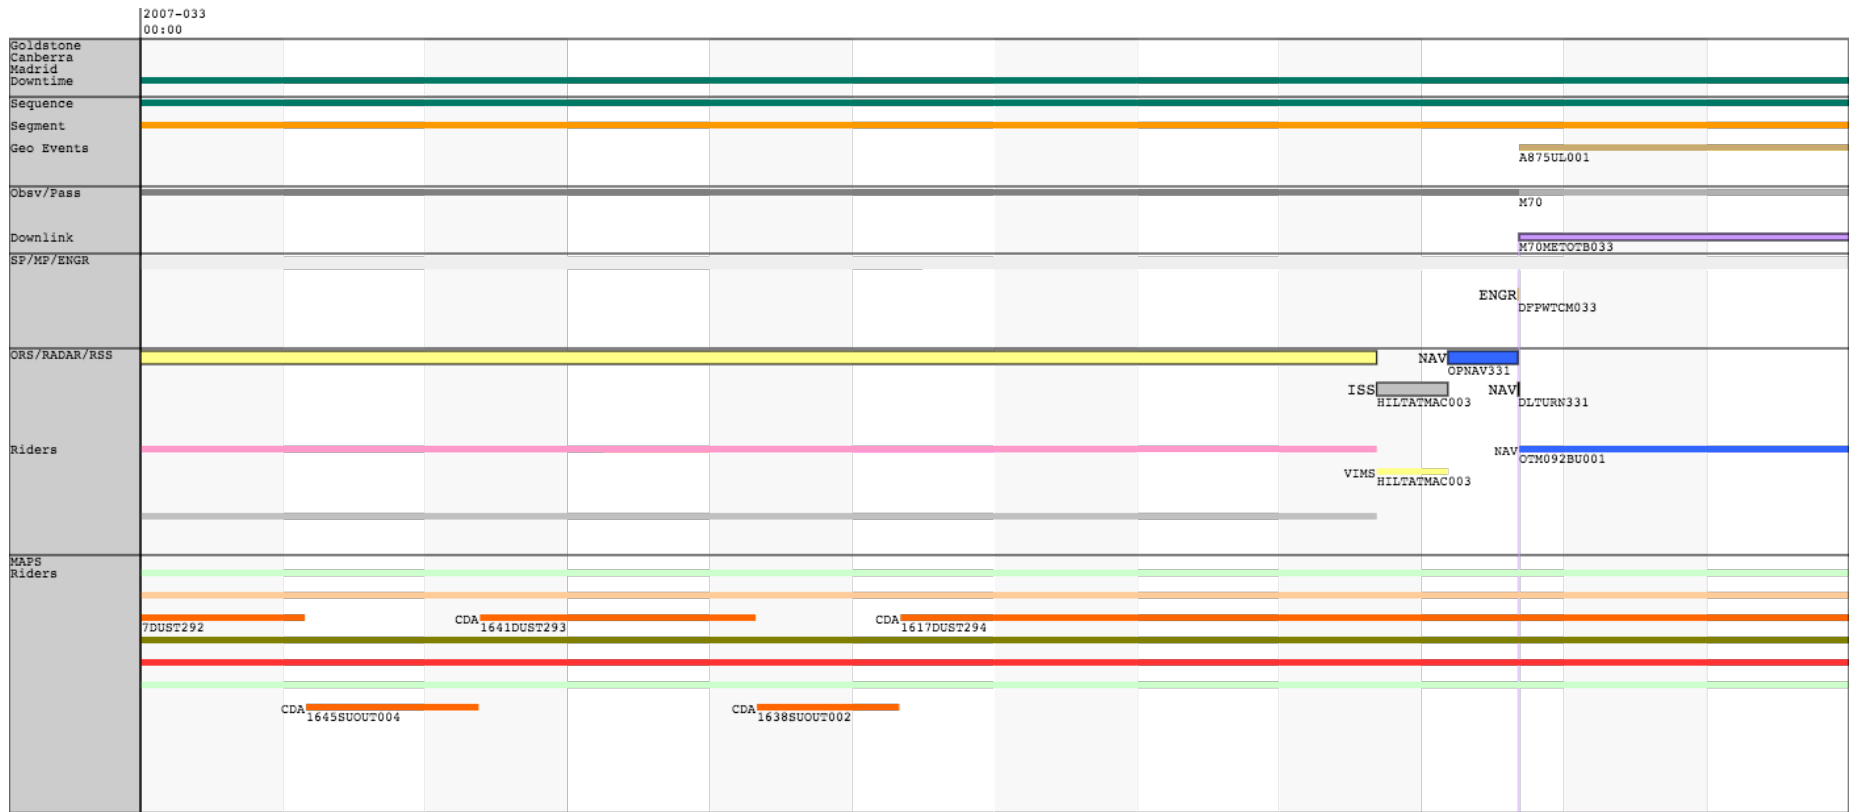 2007-033
00:00
Goldstone
Canberra
Madrid
Downtime
Sequence
Segment
Geo Events
A875UL001
Obsv/Pass
M70
Downlink
M70METOTB033
SP/MP/ENGR
ENGR
DFPWTCM033
ORS/RADAR/RSS
NAV
OPNAV331
ISS
HILTATMAC003
NAV
DLTURN331
Riders
NAV
OTM092BU001
VIMS
HILTATMAC003
MAPS
Riders
7DUST292
CDA
1641DUST293
CDA
1617DUST294
CDA
1645SUOUT004
CDA
1638SUOUT002